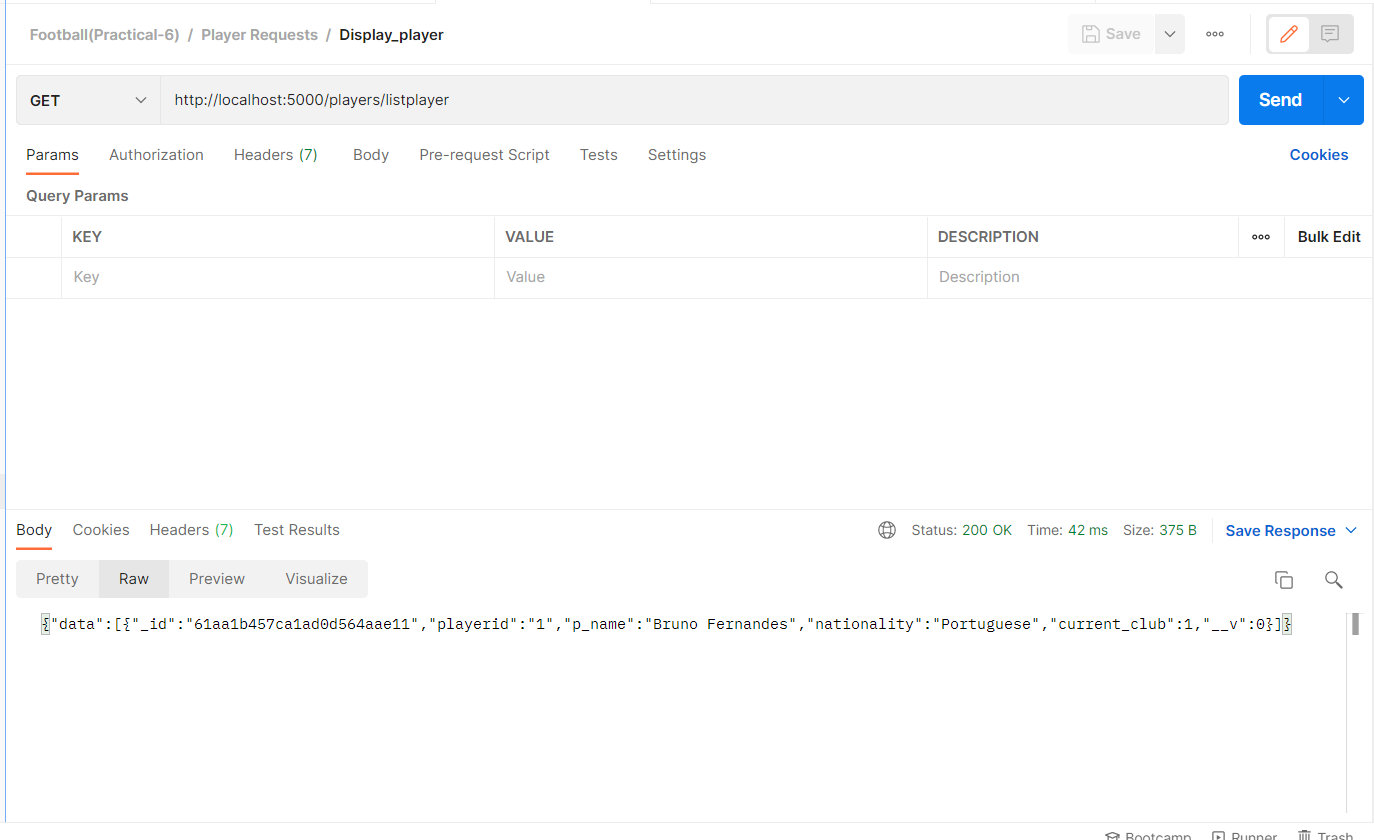 Football(Practical-6) / Player Requests / Display_player Save ooo
GET http://localhost:5000/players/listplayer Send
Params Authorization Headers (7) Body Pre-request Script Tests Settings Cookies
Query Params
KEY VALUE DESCRIPTION ooo Bulk Edit
Key Value Description
Body Cookies Headers (7) Test Results Status: 200 OK Time: 42 ms Size: 375 B Save Response
Pretty Raw Preview Visualize
{"data":[{"_id":"61aa1b457ca1ad0d564aae11","playerid":"1","p_name":"Bruno Fernandes","nationality":"Portuguese","current_club":1,"__v":0}]}
Bootcamp Runner Trash